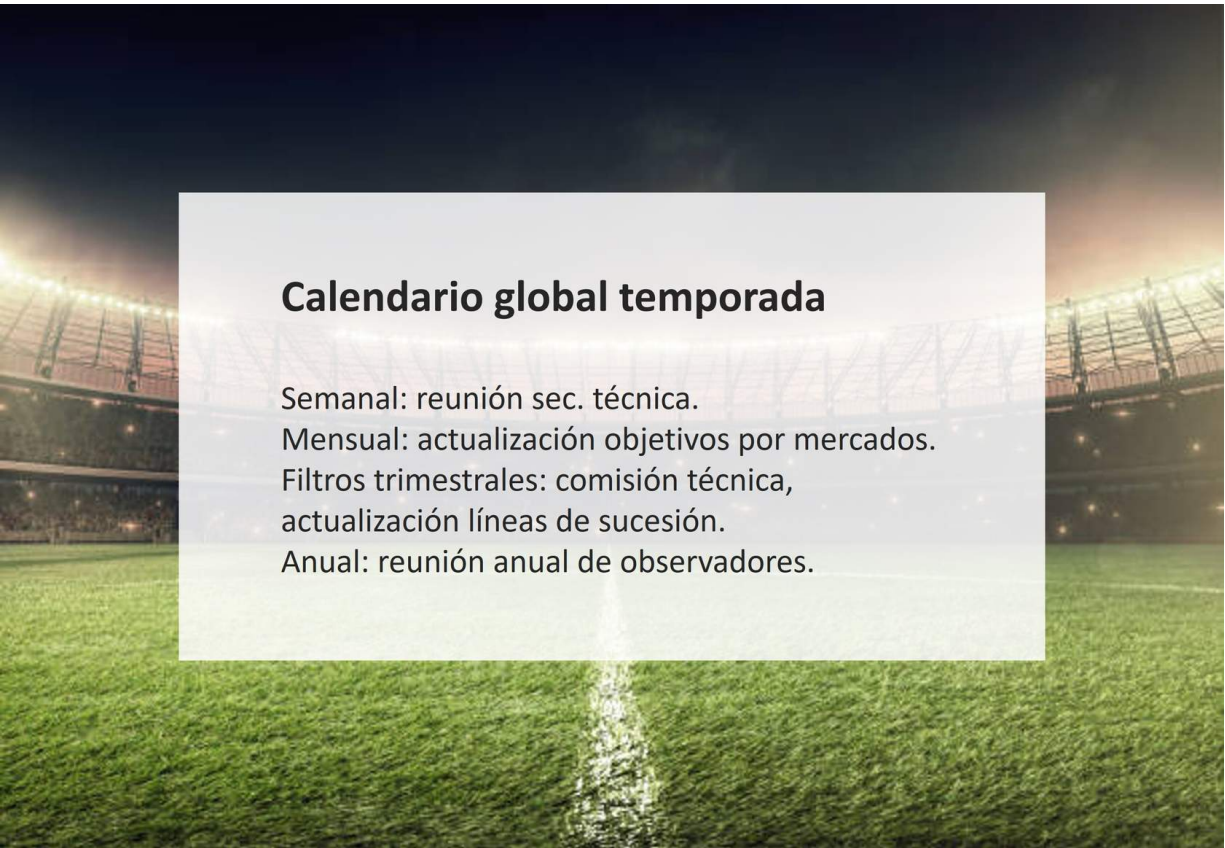 Calendario global temporada
Semanal: reunión sec. técnica.
Mensual: actualización objetivos por mercados.
Filtros trimestrales: comisión técnica,
actualización líneas de sucesión.
Anual: reunión anual de observadores.